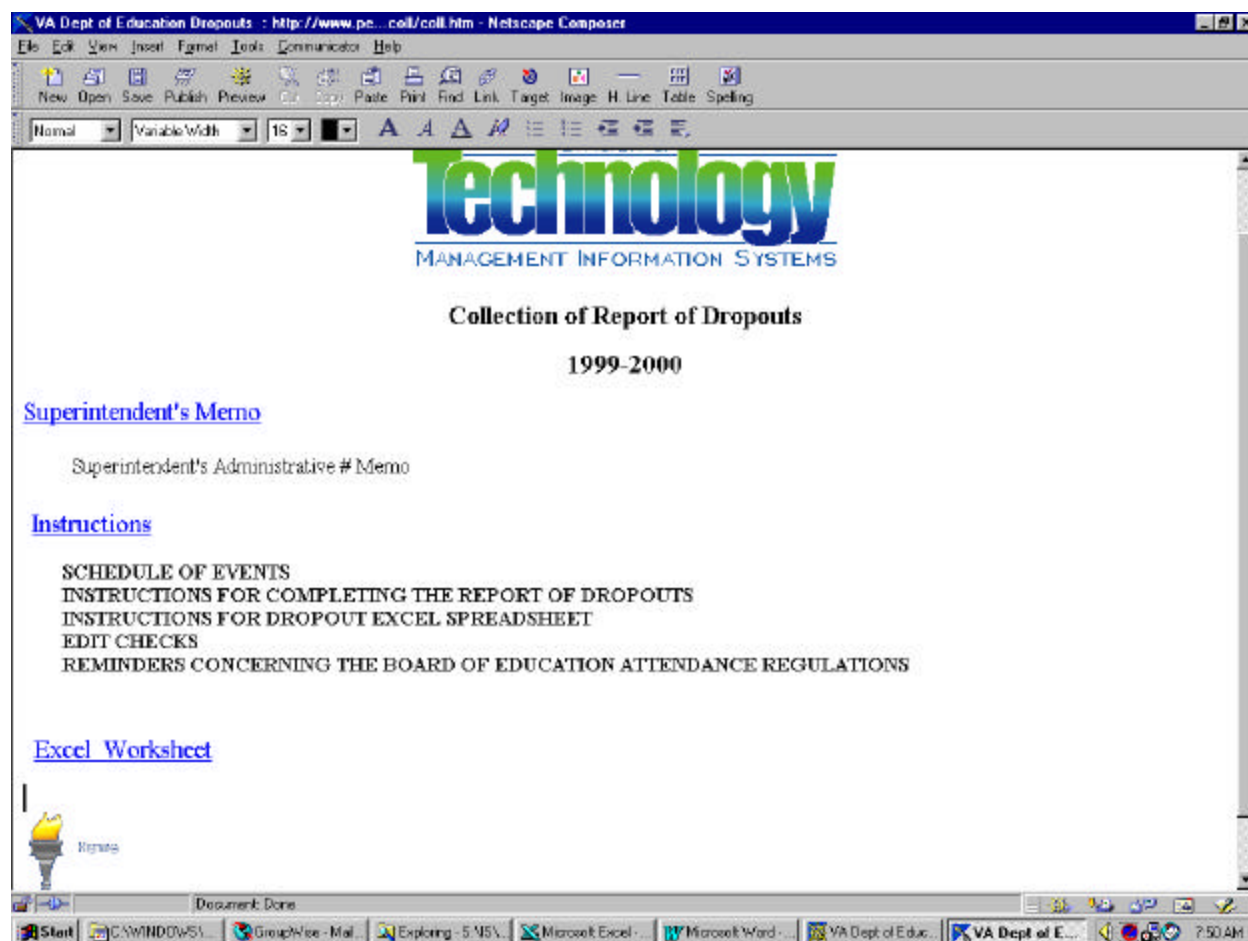 VA Dept of Education Dropouts : http://www.pe...coll/coll.htm - Netscape Composer
File Edit View Insert Format Tools Communicator Help
New Open Save Publish Preview Cut Copy Paste Print Find Link Target Image H. Line Table Spelling
Normal Variable Width 16 A A A
Technology
MANAGEMENT INFORMATION SYSTEMS
Collection of Report of Dropouts
1999-2000
Superintendent's Memo
Superintendent's Administrative # Memo
Instructions
SCHEDULE OF EVENTS
INSTRUCTIONS FOR COMPLETING THE REPORT OF DROPOUTS
INSTRUCTIONS FOR DROPOUT EXCEL SPREADSHEET
EDIT CHECKS
REMINDERS CONCERNING THE BOARD OF EDUCATION ATTENDANCE REGULATIONS
Excel Worksheet
Document: Done
Start C:\WINDOWS\... GroupWise - Mail... Exploring - S:\IS\... Microsoft Excel - ... Microsoft Word - ... VA Dept of Educ... VA Dept of E... 7:50 AM